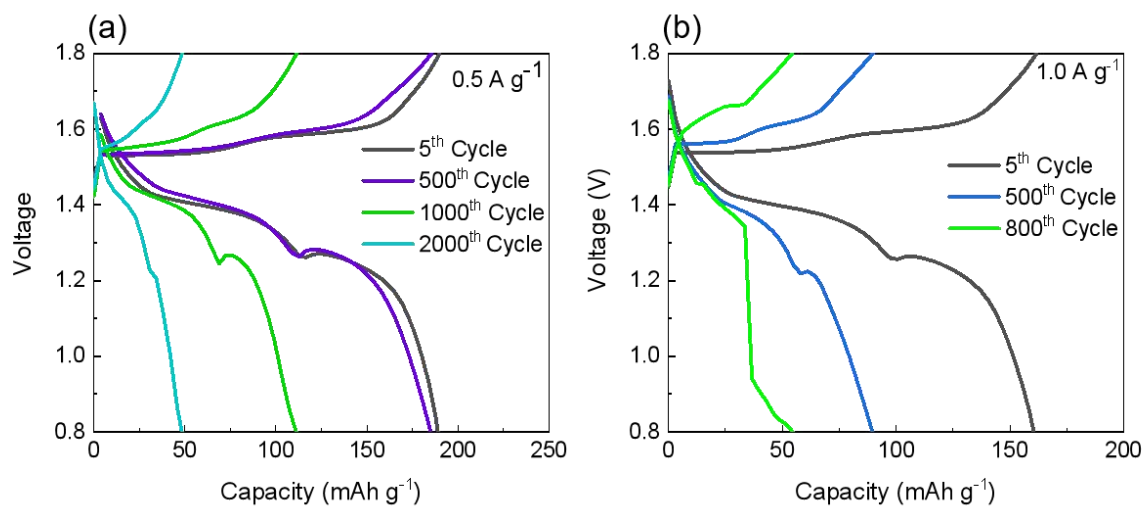 (a)
0.5 A g⁻¹
5ᵗʰ Cycle
500ᵗʰ Cycle
1000ᵗʰ Cycle
2000ᵗʰ Cycle
Voltage
1.8
1.6
1.4
1.2
1.0
0.8
0 50 100 150 200 250
Capacity (mAh g⁻¹)
(b)
1.0 A g⁻¹
5ᵗʰ Cycle
500ᵗʰ Cycle
800ᵗʰ Cycle
Voltage (V)
1.8
1.6
1.4
1.2
1.0
0.8
0 50 100 150 200
Capacity (mAh g⁻¹)